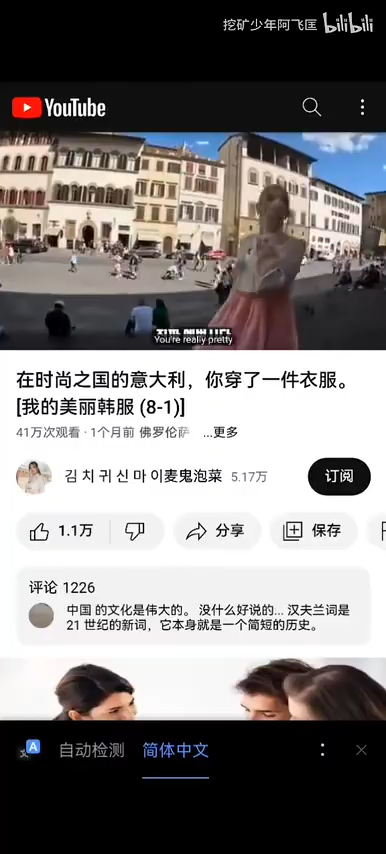 挖矿少年阿飞匡 bilibili
YouTube
You're really pretty
在时尚之国的意大利，你穿了一件衣服。
[我的美丽韩服 (8-1)]
41万次观看 · 1个月前 佛罗伦萨 ...更多
김 치 귀 신 마 이麦鬼泡菜 5.17万
订阅
1.1万
分享
保存
评论 1226
中国 的文化是伟大的。 没什么好说的... 汉夫兰词是
21 世纪的新词，它本身就是一个简短的历史。
自动检测
简体中文